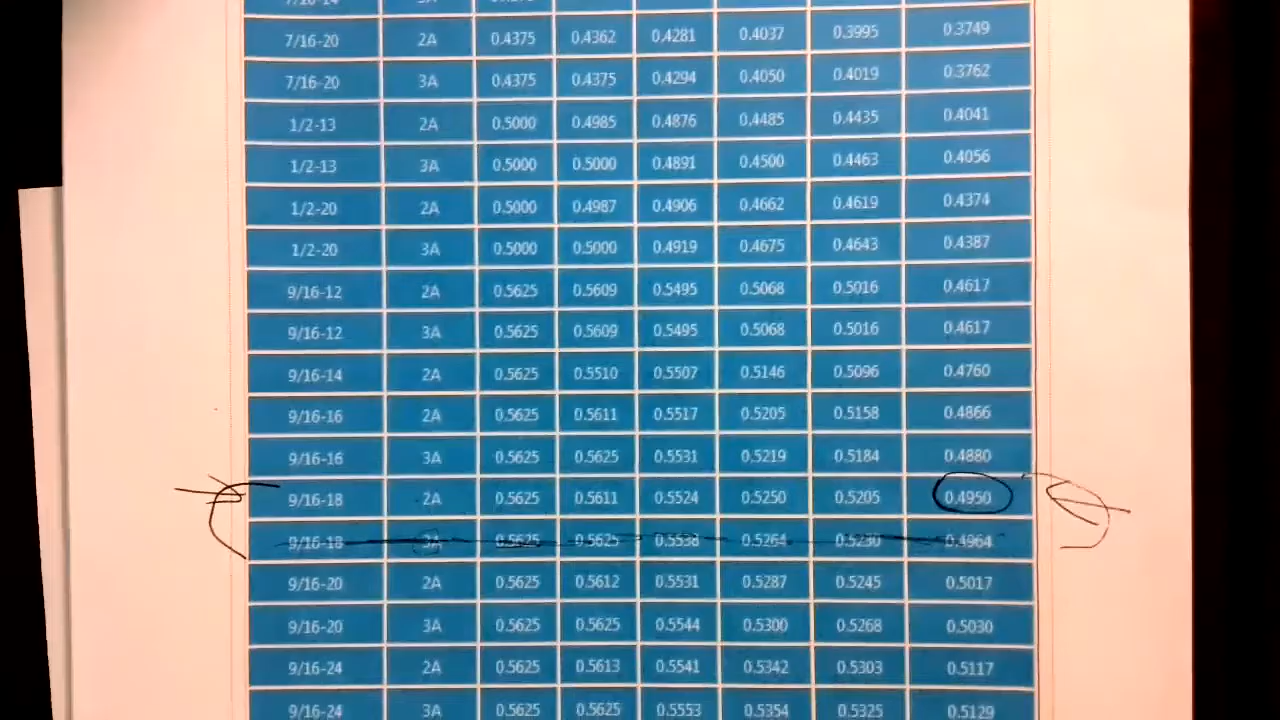 7/16-20 2A 0.4375 0.4362 0.4281 0.4037 0.3995 0.3749
7/16-20 3A 0.4375 0.4375 0.4294 0.4050 0.4019 0.3762
1/2-13 2A 0.5000 0.4985 0.4876 0.4485 0.4435 0.4041
1/2-13 3A 0.5000 0.5000 0.4891 0.4500 0.4463 0.4056
1/2-20 2A 0.5000 0.4987 0.4906 0.4662 0.4619 0.4374
1/2-20 3A 0.5000 0.5000 0.4919 0.4675 0.4643 0.4387
9/16-12 2A 0.5625 0.5609 0.5495 0.5068 0.5016 0.4617
9/16-12 3A 0.5625 0.5609 0.5495 0.5068 0.5016 0.4617
9/16-14 2A 0.5625 0.5510 0.5507 0.5146 0.5096 0.4760
9/16-16 2A 0.5625 0.5611 0.5517 0.5205 0.5158 0.4866
9/16-16 3A 0.5625 0.5625 0.5531 0.5219 0.5184 0.4880
9/16-18 2A 0.5625 0.5611 0.5524 0.5250 0.5205 0.4950
9/16-18 3A 0.5625 0.5625 0.5538 0.5264 0.5230 0.4964
9/16-20 2A 0.5625 0.5612 0.5531 0.5287 0.5245 0.5017
9/16-20 3A 0.5625 0.5625 0.5544 0.5300 0.5268 0.5030
9/16-24 2A 0.5625 0.5613 0.5541 0.5342 0.5303 0.5117
9/16-24 3A 0.5625 0.5625 0.5553 0.5354 0.5325 0.5129